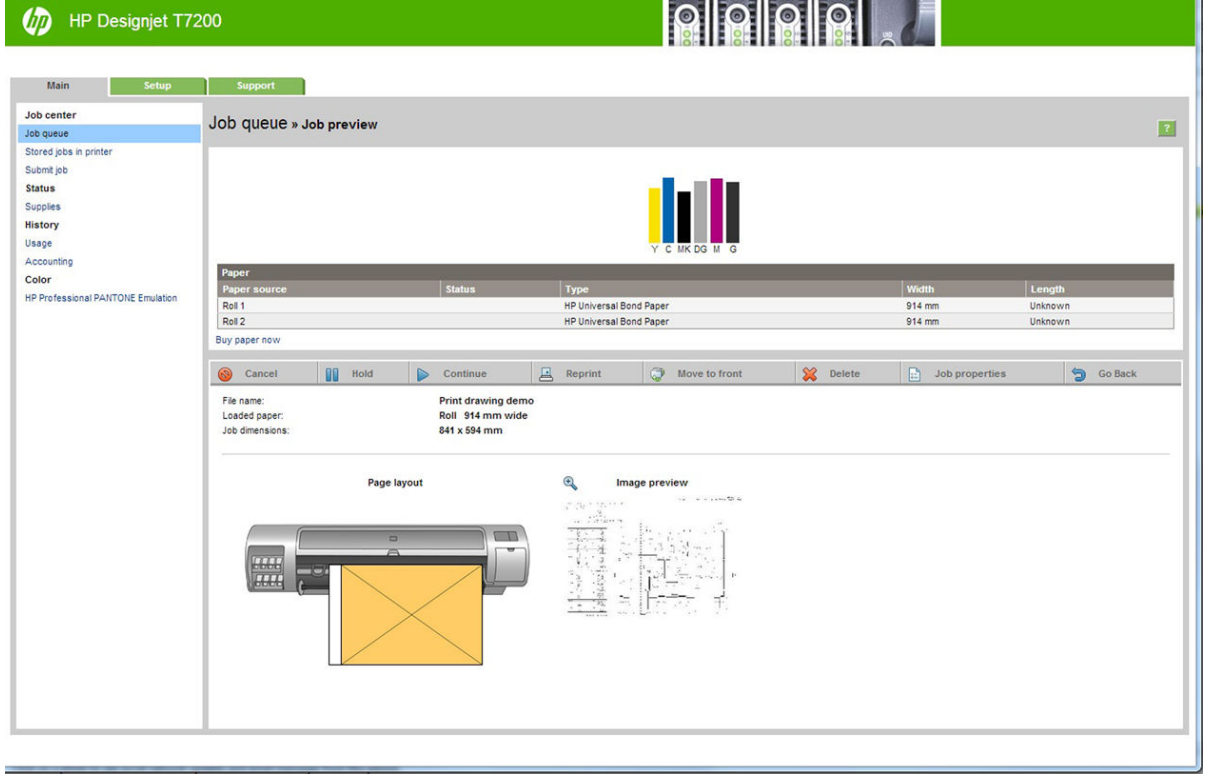 hp HP Designjet T7200
UID
Main Setup Support
Job center
Job queue
Stored jobs in printer
Submit job
Status
Supplies
History
Usage
Accounting
Color
HP Professional PANTONE Emulation
Job queue » Job preview
?
Y C MK DG M G
Paper
Paper source Status Type Width Length
Roll 1 HP Universal Bond Paper 914 mm Unknown
Roll 2 HP Universal Bond Paper 914 mm Unknown
Buy paper now
Cancel Hold Continue Reprint Move to front Delete Job properties Go Back
File name: Print drawing demo
Loaded paper: Roll 914 mm wide
Job dimensions: 841 x 594 mm
Page layout Image preview